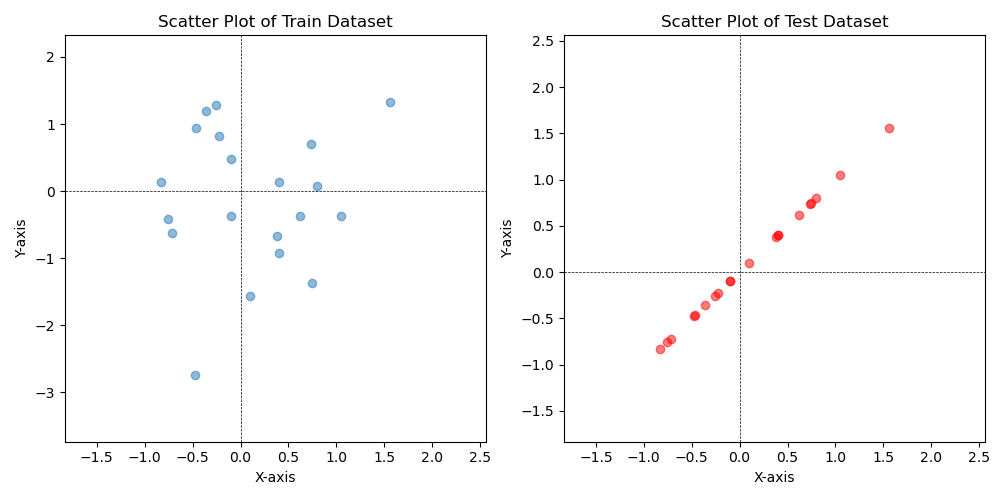 Scatter Plot of Train Dataset
Y-axis
2
1
0
−1
−2
−3
−1.5 −1.0 −0.5 0.0 0.5 1.0 1.5 2.0 2.5
X-axis
Scatter Plot of Test Dataset
Y-axis
2.5
2.0
1.5
1.0
0.5
0.0
−0.5
−1.0
−1.5
−1.5 −1.0 −0.5 0.0 0.5 1.0 1.5 2.0 2.5
X-axis